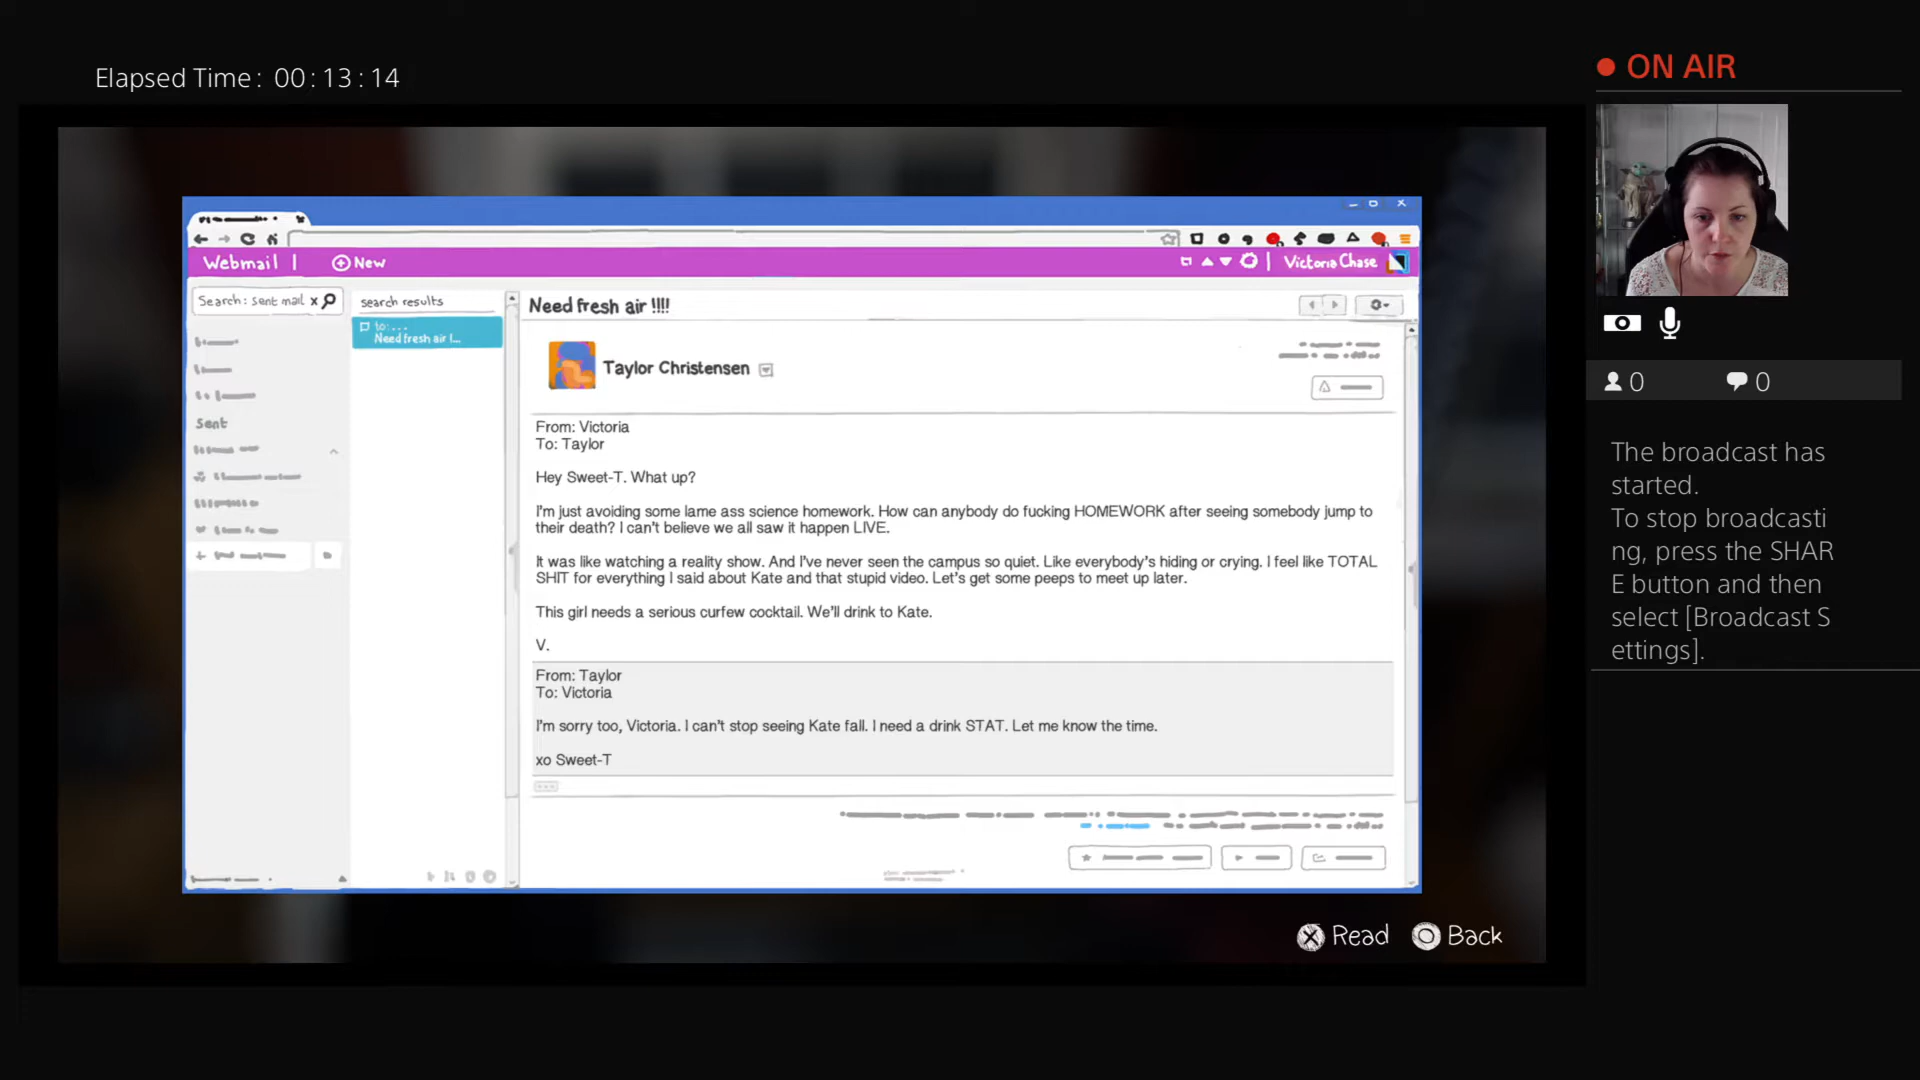 Elapsed Time: 00:13:14
ON AIR
Webmail
New
Victoria Chase
Search: sent mail x
search results
Need fresh air !!!!
to:...
Need fresh air !...
Taylor Christensen
Sent
From: Victoria
To: Taylor
Hey Sweet-T. What up?
I'm just avoiding some lame ass science homework. How can anybody do fucking HOMEWORK after seeing somebody jump to
their death? I can't believe we all saw it happen LIVE.
It was like watching a reality show. And I've never seen the campus so quiet. Like everybody's hiding or crying. I feel like TOTAL
SHIT for everything I said about Kate and that stupid video. Let's get some peeps to meet up later.
This girl needs a serious curfew cocktail. We'll drink to Kate.
V.
From: Taylor
To: Victoria
I'm sorry too, Victoria. I can't stop seeing Kate fall. I need a drink STAT. Let me know the time.
xo Sweet-T
Read
Back
0
0
The broadcast has
started.
To stop broadcasti
ng, press the SHAR
E button and then
select [Broadcast S
ettings].